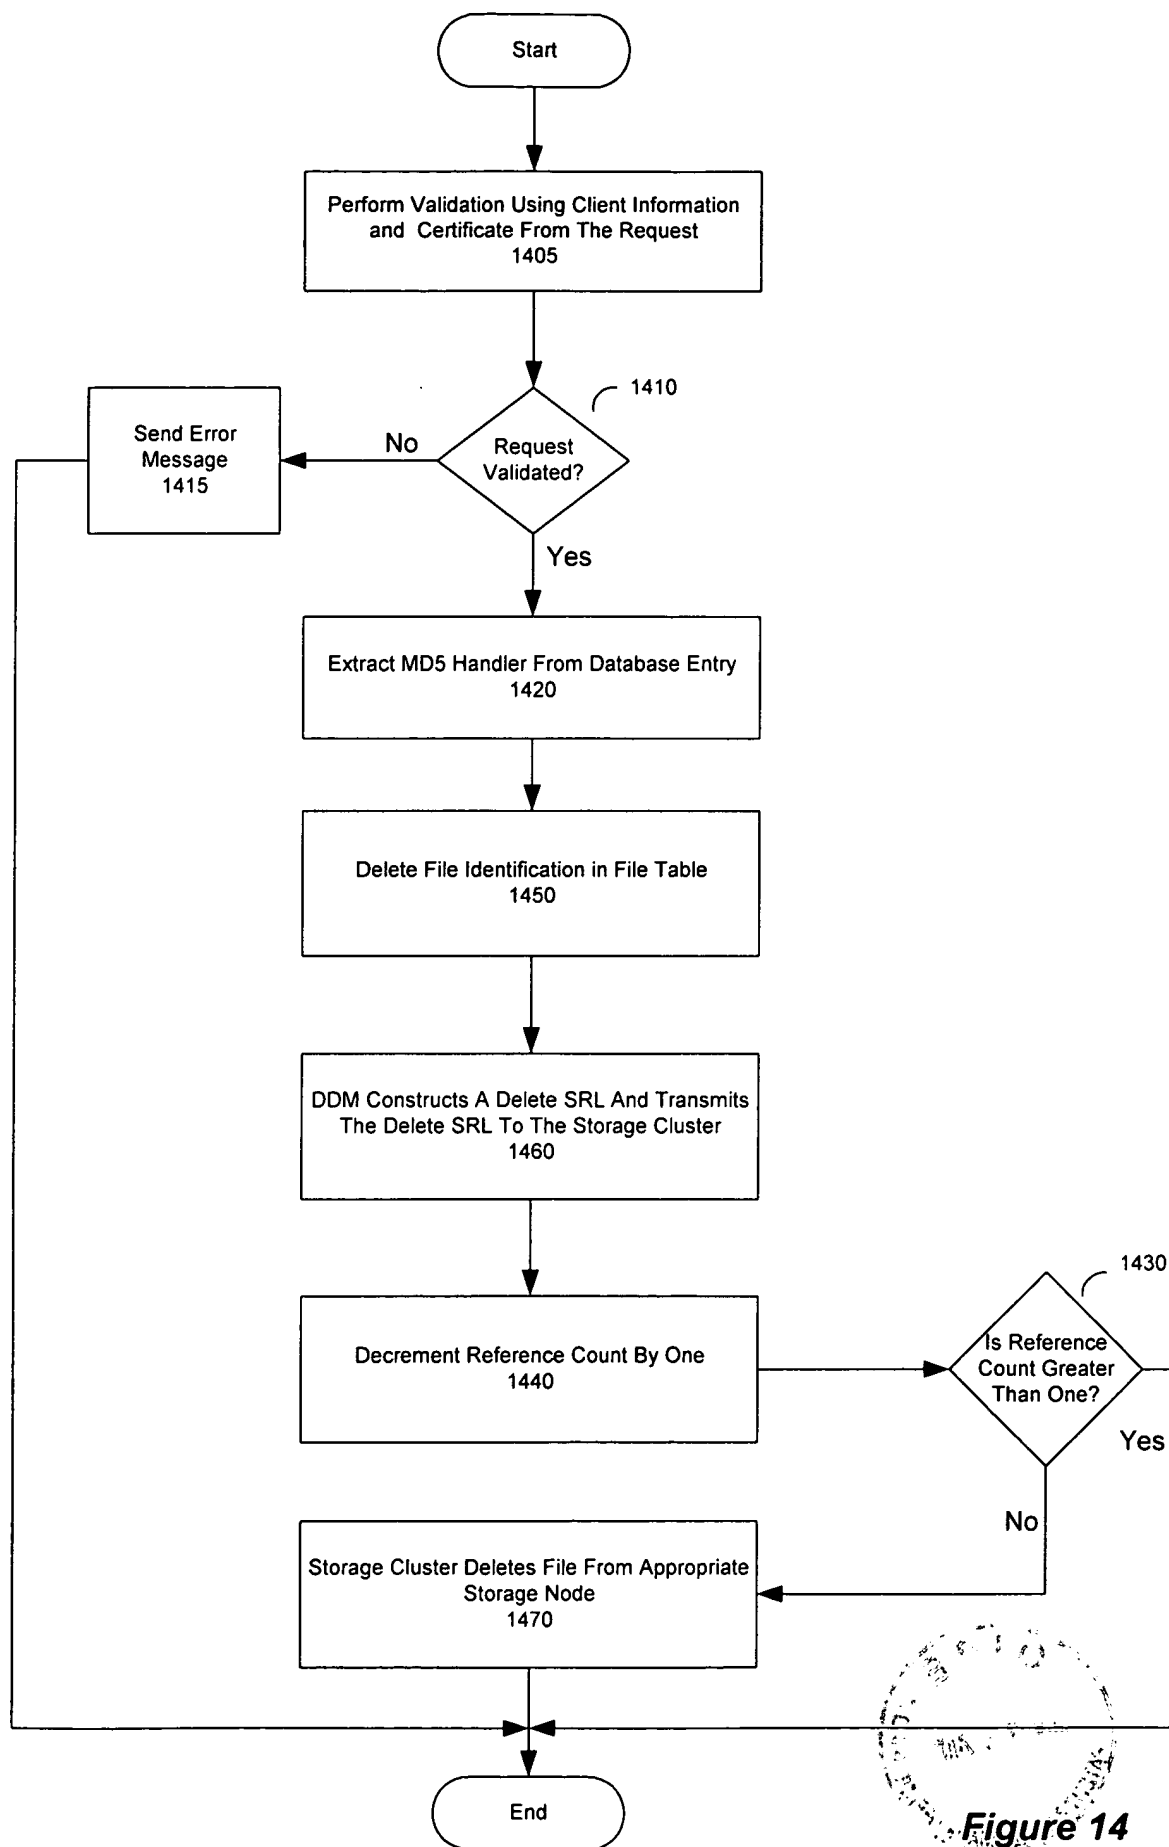 Start
Perform Validation Using Client Information
and Certificate From The Request
1405
1410
Request
Validated?
No
Send Error
Message
1415
Yes
Extract MD5 Handler From Database Entry
1420
Delete File Identification in File Table
1450
DDM Constructs A Delete SRL And Transmits
The Delete SRL To The Storage Cluster
1460
Decrement Reference Count By One
1440
1430
Is Reference
Count Greater
Than One?
Yes
No
Storage Cluster Deletes File From Appropriate
Storage Node
1470
End
Figure 14